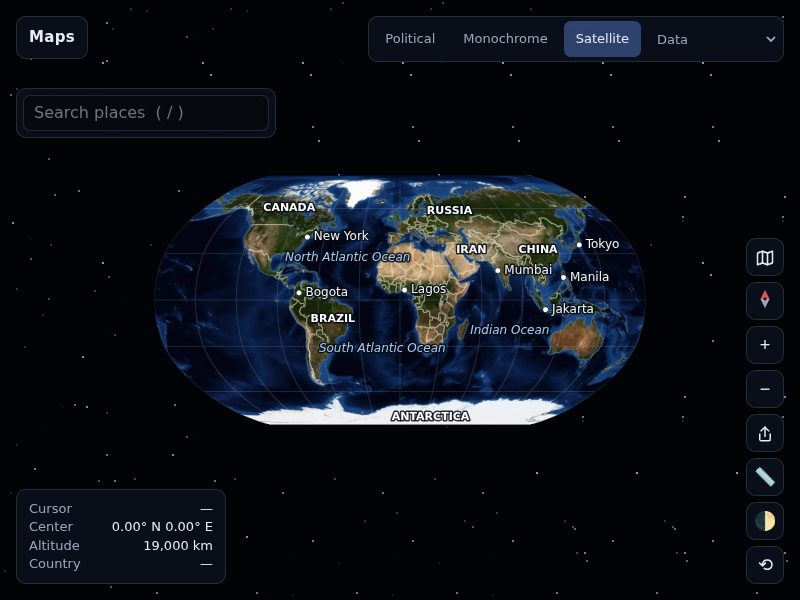 Maps
Political Monochrome Satellite Data
Search places ( / )
CANADA
RUSSIA
New York
Tokyo
North Atlantic Ocean
IRAN
CHINA
Mumbai
Manila
Bogota
Lagos
Jakarta
BRAZIL
Indian Ocean
South Atlantic Ocean
ANTARCTICA
+
−
Cursor —
Center 0.00° N 0.00° E
Altitude 19,000 km
Country —